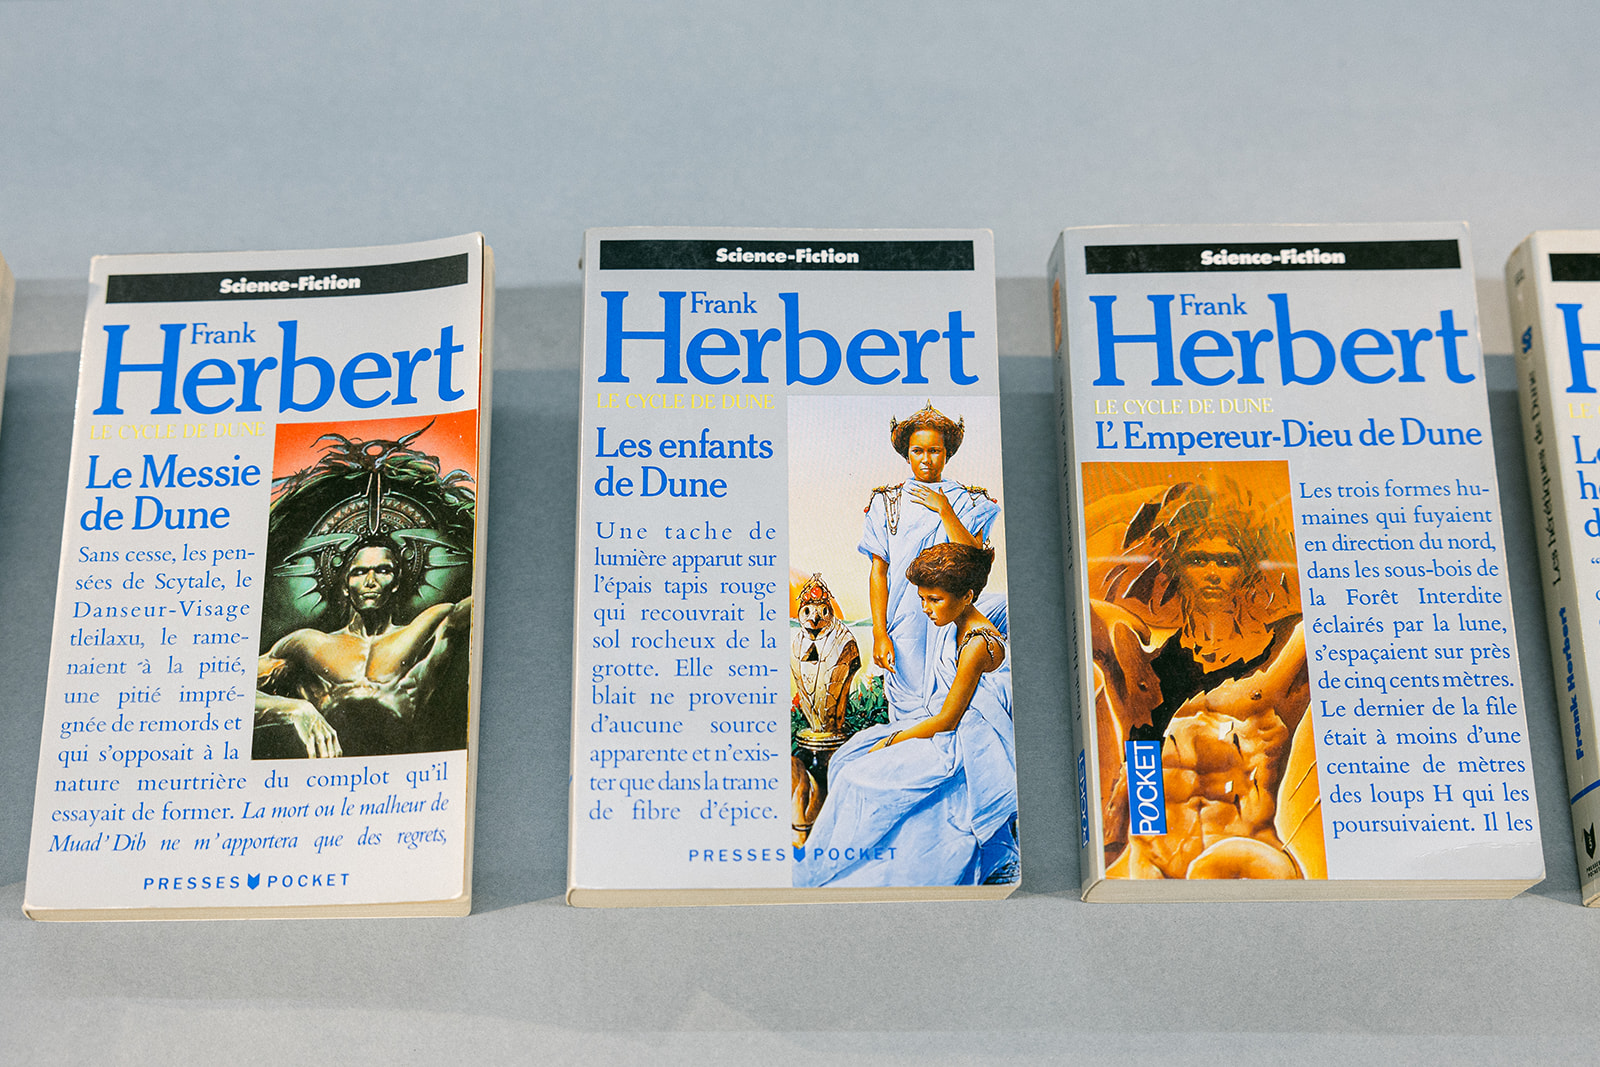 Science-Fiction
Frank
Herbert
LE CYCLE DE DUNE
Le Messie
de Dune
Sans cesse, les pen-
sées de Scytale, le
Danseur-Visage
tleilaxu, le rame-
naient à la pitié,
une pitié impré-
gnée de remords et
qui s'opposait à la
nature meurtrière du complot qu'il
essayait de former. La mort ou le malheur de
Muad'Dib ne m'apportera que des regrets,
PRESSES POCKET
Science-Fiction
Frank
Herbert
LE CYCLE DE DUNE
Les enfants
de Dune
Une tache de
lumière apparut sur
l'épais tapis rouge
qui recouvrait le
sol rocheux de la
grotte. Elle sem-
blait ne provenir
d'aucune source
apparente et n'exis-
ter que dans la trame
de fibre d'épice.
PRESSES POCKET
Science-Fiction
Frank
Herbert
LE CYCLE DE DUNE
L'Empereur-Dieu de Dune
Les trois formes hu-
maines qui fuyaient
en direction du nord,
dans les sous-bois de
la Forêt Interdite
éclairés par la lune,
s'espaçaient sur près
de cinq cents mètres.
Le dernier de la file
était à moins d'une
centaine de mètres
des loups H qui les
poursuivaient. Il les
POCKET
POCKET
Les hérétiques de Dune
Frank Herbert